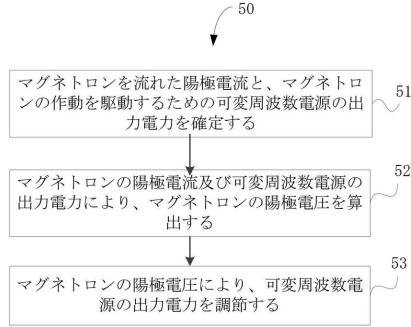 50
マグネトロンを流れた陽極電流と、マグネトロ
ンの作動を駆動するための可変周波数電源の出
力電力を確定する
51
マグネトロンの陽極電流及び可変周波数電源の
出力電力により、マグネトロンの陽極電圧を算
出する
52
マグネトロンの陽極電圧により、可変周波数電
源の出力電力を調節する
53